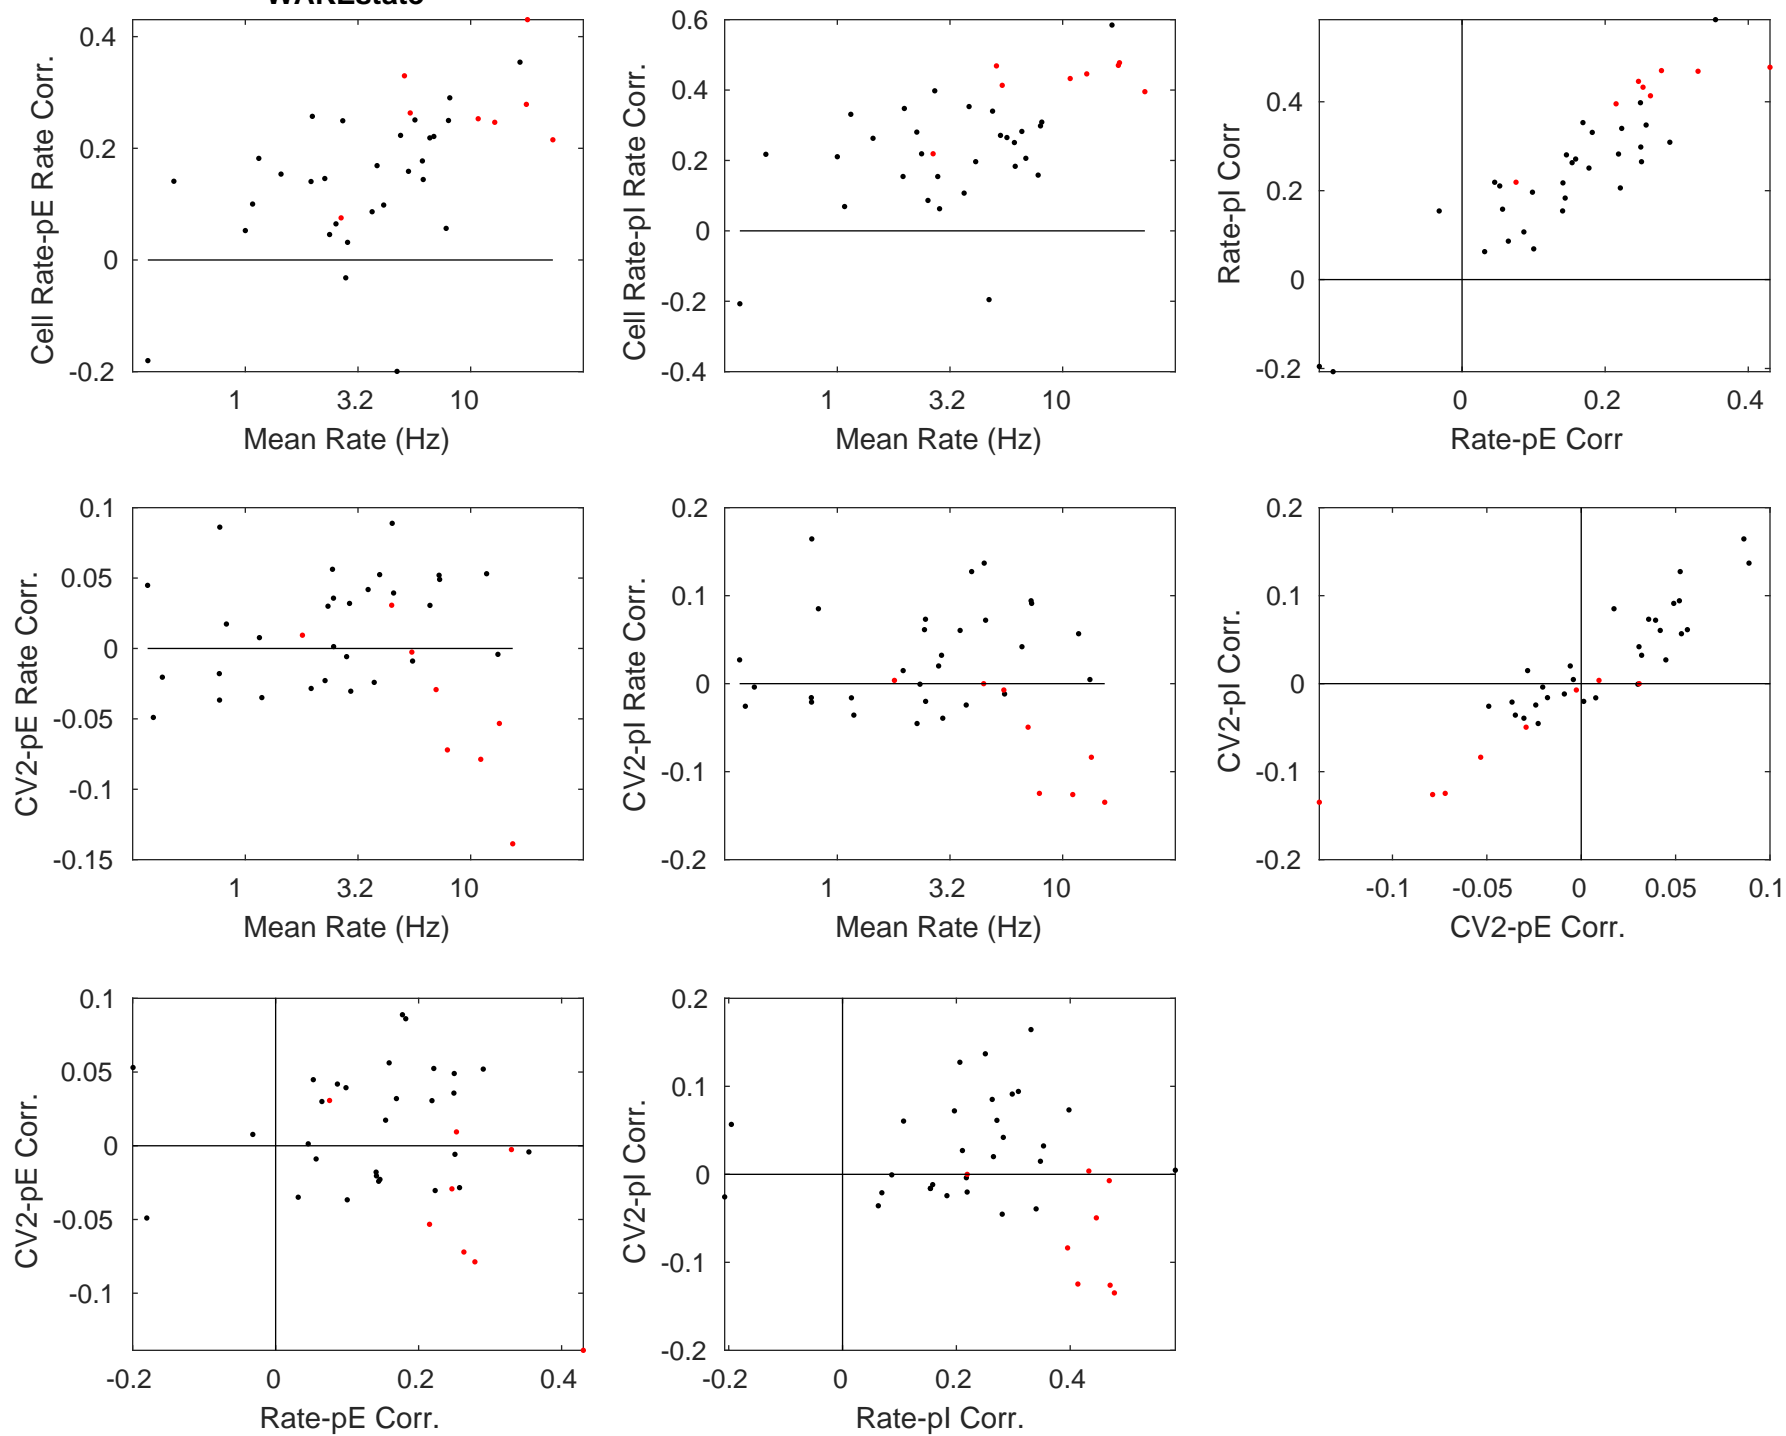 WAKEstate
0.4
0.2
0
-0.2
Cell Rate-pE Rate Corr.
1 3.2 10
Mean Rate (Hz)
0.6
0.4
0.2
0
-0.2
-0.4
Cell Rate-pI Rate Corr.
1 3.2 10
Mean Rate (Hz)
0.4
0.2
0
-0.2
Rate-pI Corr
0 0.2 0.4
Rate-pE Corr
0.1
0.05
0
-0.05
-0.1
-0.15
CV2-pE Rate Corr.
1 3.2 10
Mean Rate (Hz)
0.2
0.1
0
-0.1
-0.2
CV2-pI Rate Corr.
1 3.2 10
Mean Rate (Hz)
0.2
0.1
0
-0.1
-0.2
CV2-pI Corr.
-0.1 -0.05 0 0.05 0.1
CV2-pE Corr.
0.1
0.05
0
-0.05
-0.1
CV2-pE Corr.
-0.2 0 0.2 0.4
Rate-pE Corr.
0.2
0.1
0
-0.1
-0.2
CV2-pI Corr.
-0.2 0 0.2 0.4
Rate-pI Corr.